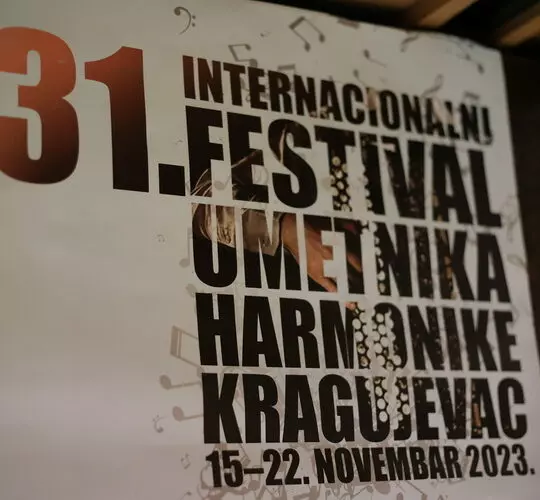 31. INTERNACIONALNI
FESTIVAL
UMETNIKA
HARMONIKE
KRAGUJEVAC
15–22. NOVEMBAR 2023.